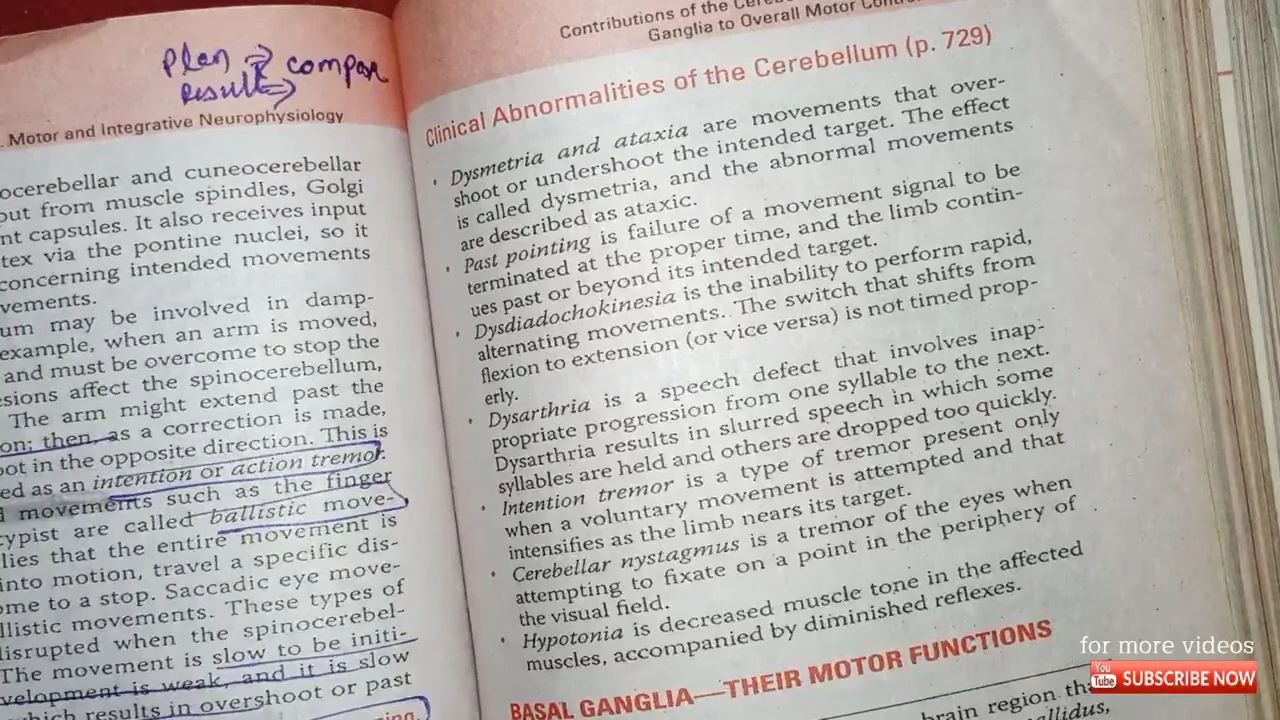 plan → compare
result →
. Motor and Integrative Neurophysiology
ocerebellar and cuneocerebellar
out from muscle spindles, Golgi
nt capsules. It also receives input
tex via the pontine nuclei, so it
concerning intended movements
vements.
um may be involved in damp-
example, when an arm is moved,
and must be overcome to stop the
esions affect the spinocerebellum,
The arm might extend past the
on; then, as a correction is made,
oot in the opposite direction. This is
ed as an intention or action tremor.
d movements such as the finger
typist are called ballistic move-
lies that the entire movement is
into motion, travel a specific dis-
ome to a stop. Saccadic eye move-
llistic movements. These types of
disrupted when the spinocerebel-
The movement is slow to be initi-
velopment is weak, and it is slow
which results in overshoot or past
Contributions of the
Ganglia to Overall Motor
Clinical Abnormalities of the Cerebellum (p. 729)
• Dysmetria and ataxia are movements that over-
shoot or undershoot the intended target. The effect
is called dysmetria, and the abnormal movements
are described as ataxic.
• Past pointing is failure of a movement signal to be
terminated at the proper time, and the limb contin-
ues past or beyond its intended target.
• Dysdiadochokinesia is the inability to perform rapid,
alternating movements. The switch that shifts from
flexion to extension (or vice versa) is not timed prop-
erly.
• Dysarthria is a speech defect that involves inap-
propriate progression from one syllable to the next.
Dysarthria results in slurred speech in which some
syllables are held and others are dropped too quickly.
• Intention tremor is a type of tremor present only
when a voluntary movement is attempted and that
intensifies as the limb nears its target.
• Cerebellar nystagmus is a tremor of the eyes when
attempting to fixate on a point in the periphery of
the visual field.
• Hypotonia is decreased muscle tone in the affected
muscles, accompanied by diminished reflexes.
BASAL GANGLIA—THEIR MOTOR FUNCTIONS
brain region
for more videos
You Tube SUBSCRIBE NOW